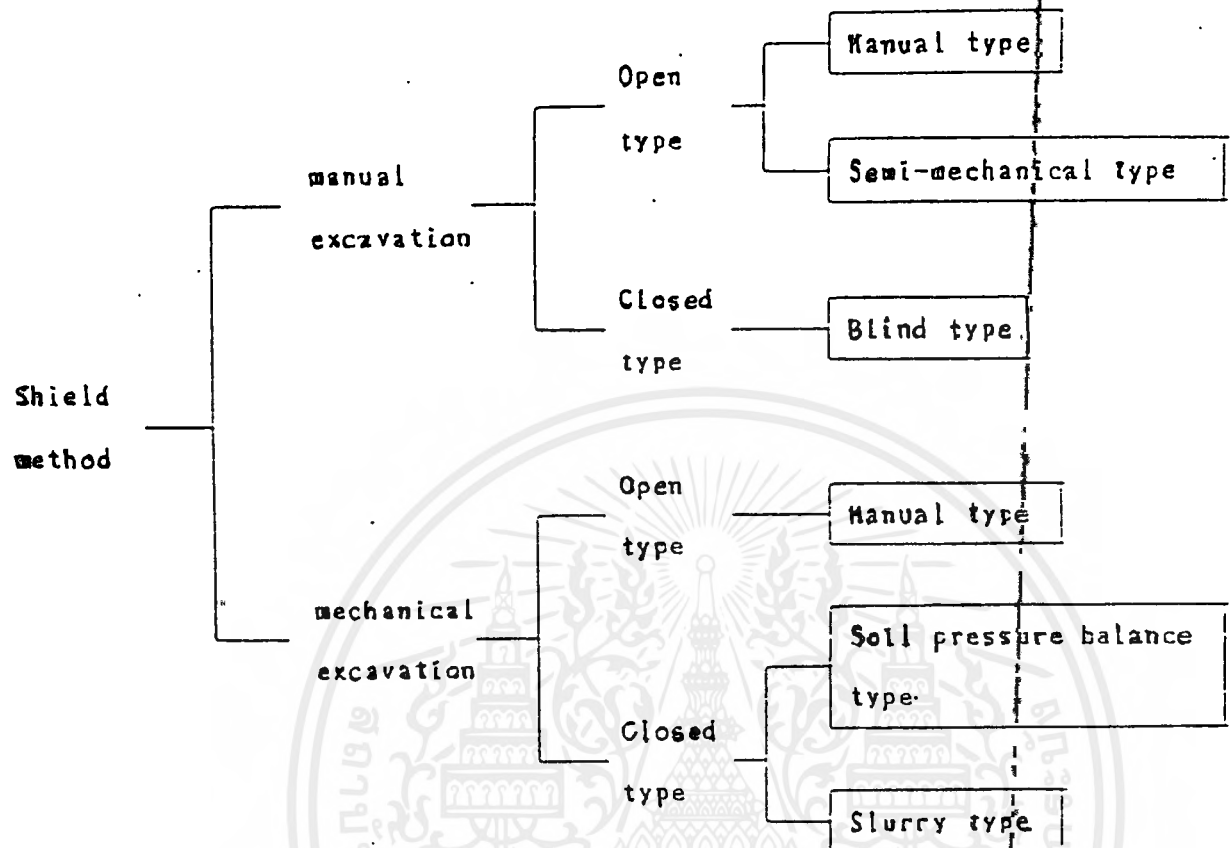 Manual type
Open
type
Semi-mechanical type
manual
excavation
Closed
type
Blind type
Shield
method
Open
type
Manual type
mechanical
excavation
Soil pressure balance
type
Closed
type
Slurry type